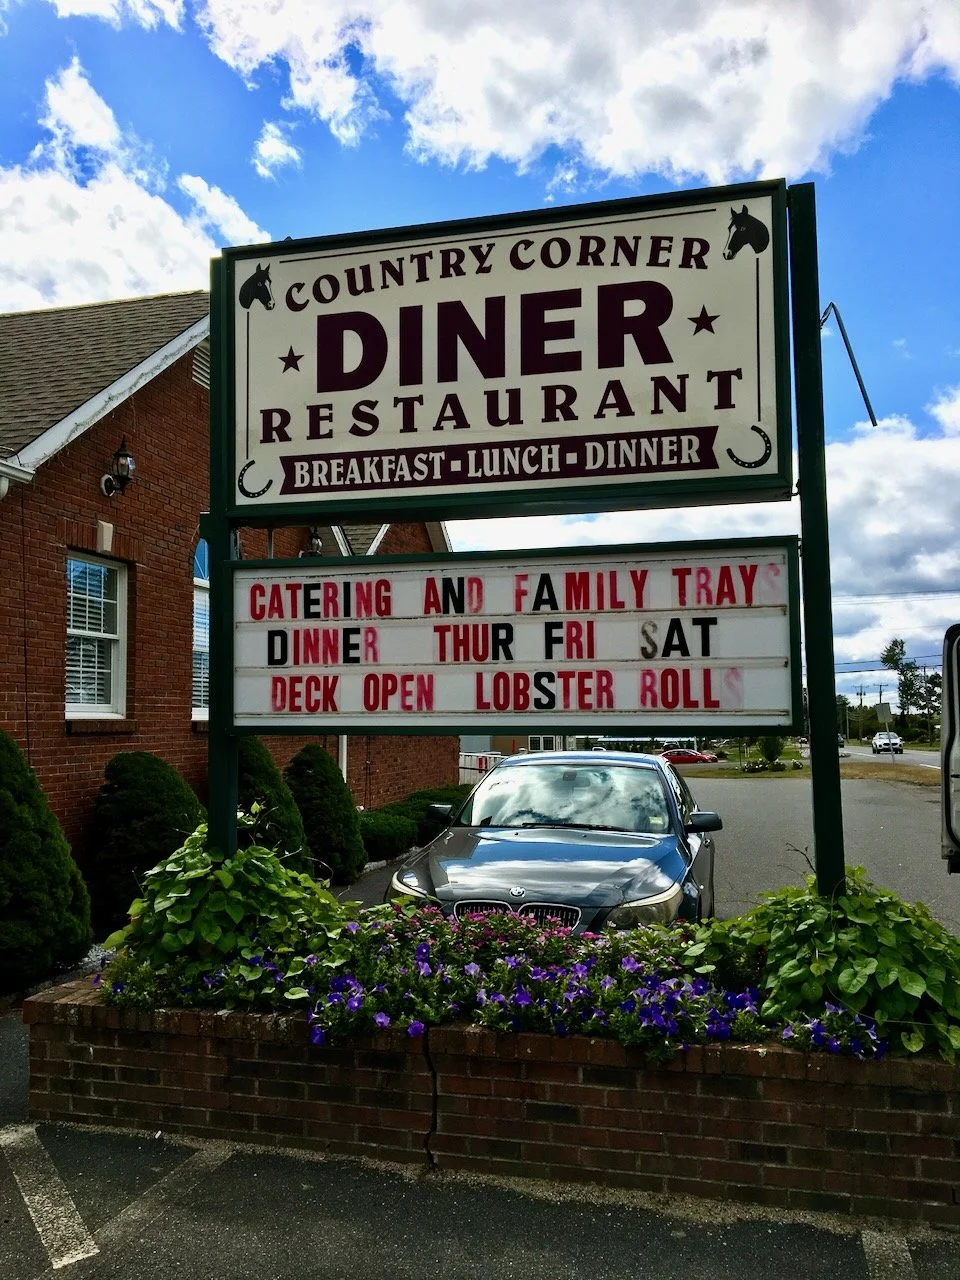 COUNTRY CORNER
DINER
RESTAURANT
BREAKFAST ▪ LUNCH ▪ DINNER
CATERING AND FAMILY TRAYS
DINNER THUR FRI SAT
DECK OPEN LOBSTER ROLLS